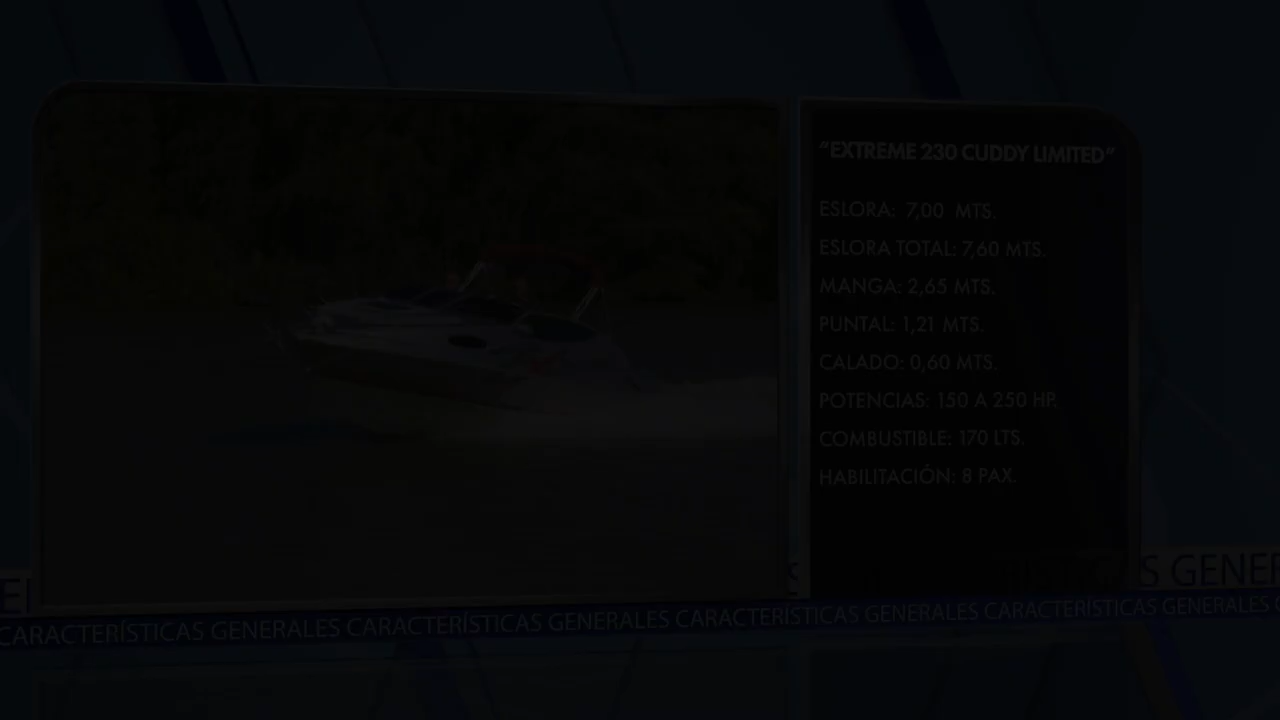 “EXTREME 230 CUDDY LIMITED”
ESLORA: 7,00 MTS.
ESLORA TOTAL: 7,60 MTS.
MANGA: 2,65 MTS.
PUNTAL: 1,21 MTS.
CALADO: 0,60 MTS.
POTENCIAS: 150 A 250 HP.
COMBUSTIBLE: 170 LTS.
HABILITACIÓN: 8 PAX.
CARACTERÍSTICAS GENERALES CARACTERÍSTICAS GENERALES CARACTERÍSTICAS GENERALES CARACTERÍSTICAS GENERALES